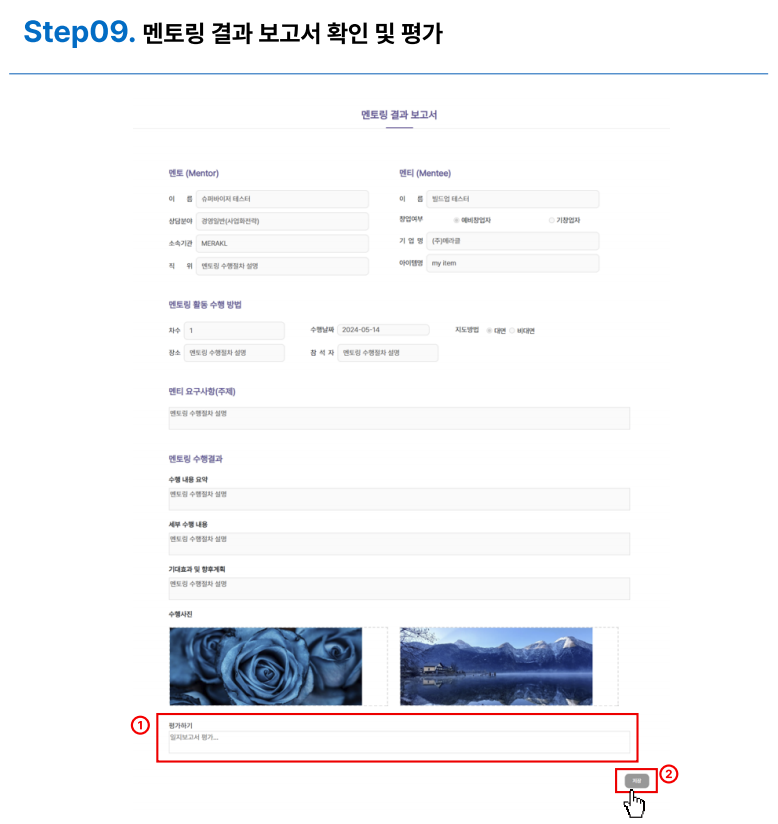 Step09. 멘토링 결과 보고서 확인 및 평가
멘토링 결과 보고서
멘토 (Mentor)
멘티 (Mentee)
이 름 슈퍼바이저 테스터
이 름 빌드업 테스터
상담분야 경영일반(사업화전략)
창업여부 예비창업자 기창업자
소속기관 MERAKL
기 업 명 (주)메라클
직 위 멘토링 수행절차 설명
아이템명 my item
멘토링 활동 수행 방법
차수 1 수행날짜 2024-05-14 지도방법 대면 비대면
장소 멘토링 수행절차 설명 참 석 자 멘토링 수행절차 설명
멘티 요구사항(주제)
멘토링 수행절차 설명
멘토링 수행결과
수행 내용 요약
멘토링 수행절차 설명
세부 수행 내용
멘토링 수행절차 설명
기대효과 및 향후계획
멘토링 수행절차 설명
수행사진
1
평가하기
일지보고서 평가...
2